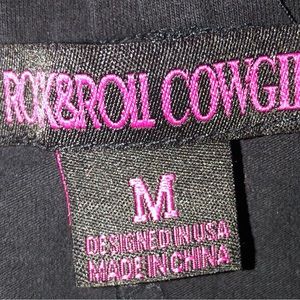 ROCK&ROLL COWGI
M
DESIGNED IN USA
MADE IN CHINA